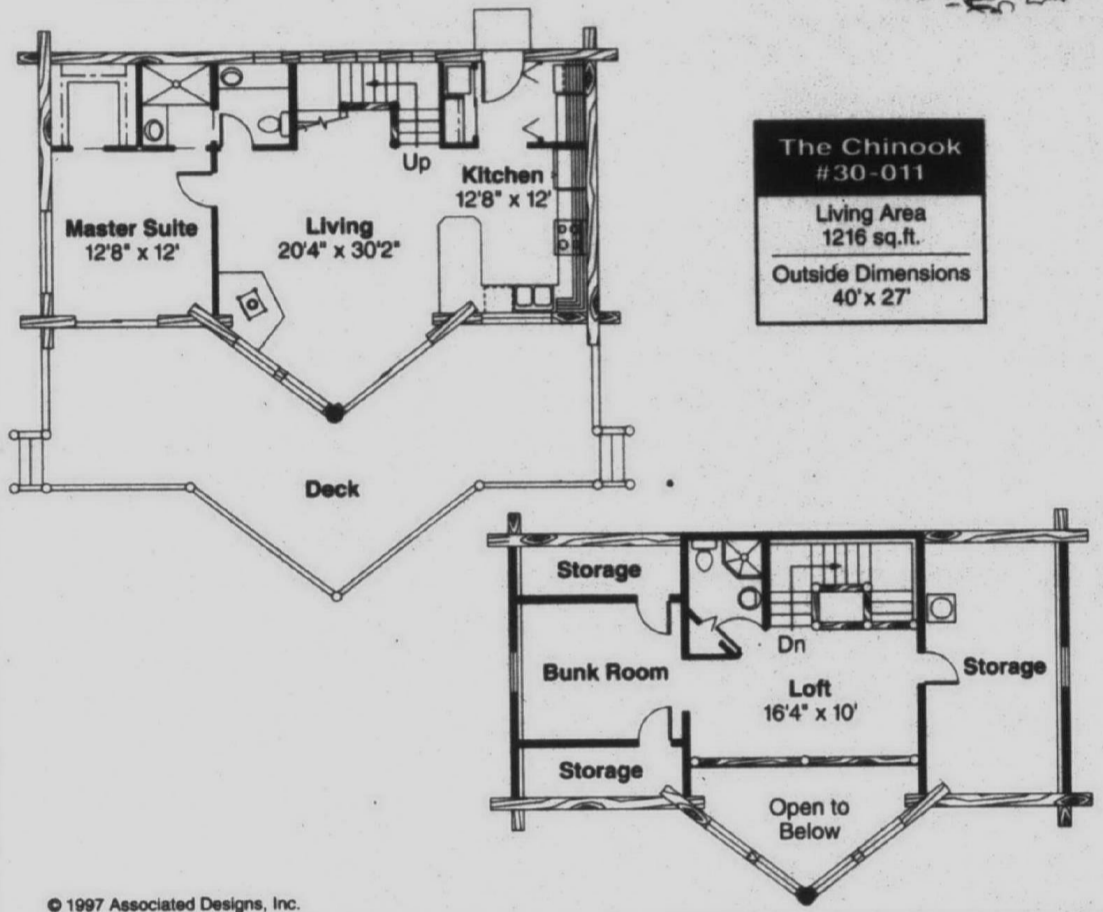 Up
Kitchen
12'8" x 12'
Master Suite
12'8" x 12'
Living
20'4" x 30'2"
The Chinook
#30-011
Living Area
1216 sq.ft.
Outside Dimensions
40' x 27'
Deck
Storage
Bunk Room
Dn
Loft
16'4" x 10'
Storage
Storage
Open to
Below
© 1997 Associated Designs, Inc.